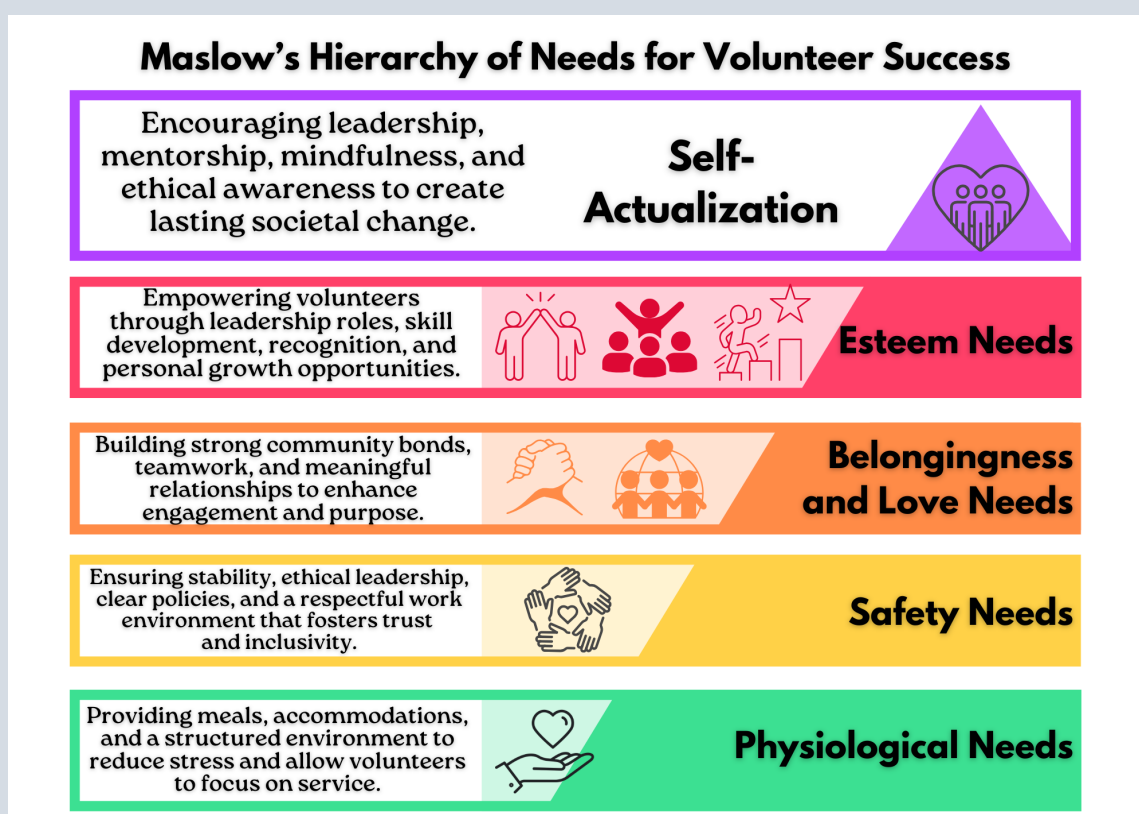 Maslow's Hierarchy of Needs for Volunteer Success
Encouraging leadership,
mentorship, mindfulness, and
ethical awareness to create
lasting societal change.
Self-
Actualization
Empowering volunteers
through leadership roles, skill
development, recognition, and
personal growth opportunities.
Esteem Needs
Building strong community bonds,
teamwork, and meaningful
relationships to enhance
engagement and purpose.
Belongingness
and Love Needs
Ensuring stability, ethical leadership,
clear policies, and a respectful work
environment that fosters trust
and inclusivity.
Safety Needs
Providing meals, accommodations,
and a structured environment to
reduce stress and allow volunteers
to focus on service.
Physiological Needs